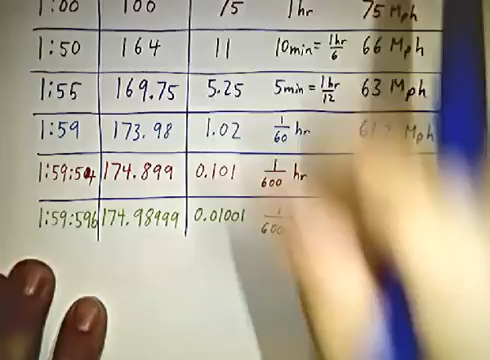 1:00 100 75 1hr 75 Mph
1:50 164 11 10min = 1hr/6 66 Mph
1:55 169.75 5.25 5min = 1hr/12 63 Mph
1:59 173.98 1.02 1/60 hr Mph
1:59:54 174.899 0.101 1/600 hr
1:59:596 174.98999 0.01001